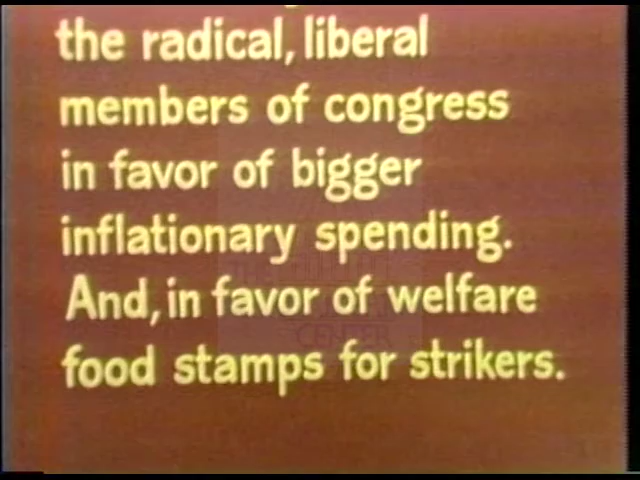 the radical, liberal
members of congress
in favor of bigger
inflationary spending.
And, in favor of welfare
food stamps for strikers.
CENTER